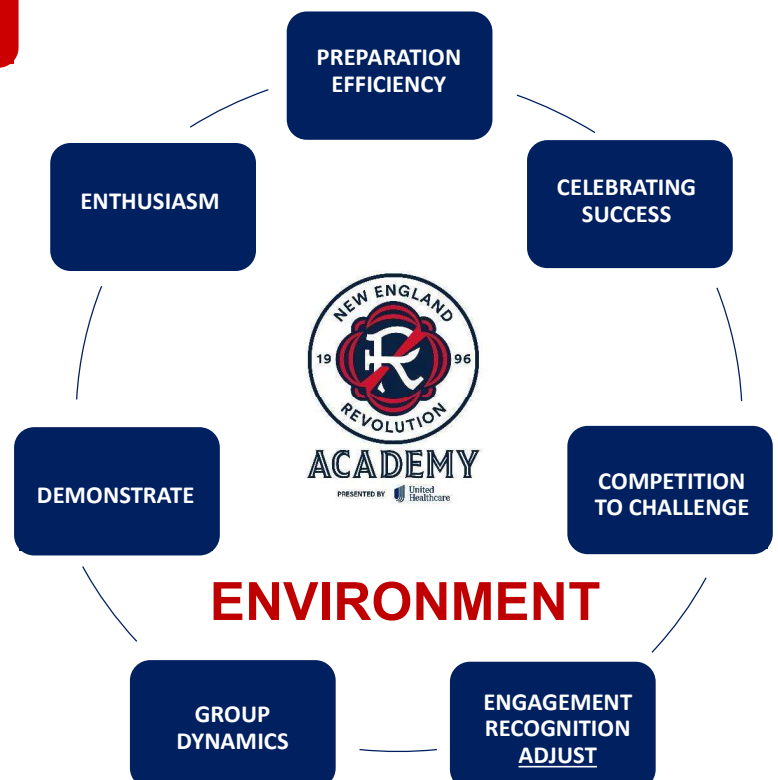 PREPARATION
EFFICIENCY
ENTHUSIASM
CELEBRATING
SUCCESS
NEW ENGLAND
19 96
REVOLUTION
ACADEMY
PRESENTED BY United
Healthcare
DEMONSTRATE
COMPETITION
TO CHALLENGE
ENVIRONMENT
GROUP
DYNAMICS
ENGAGEMENT
RECOGNITION
ADJUST